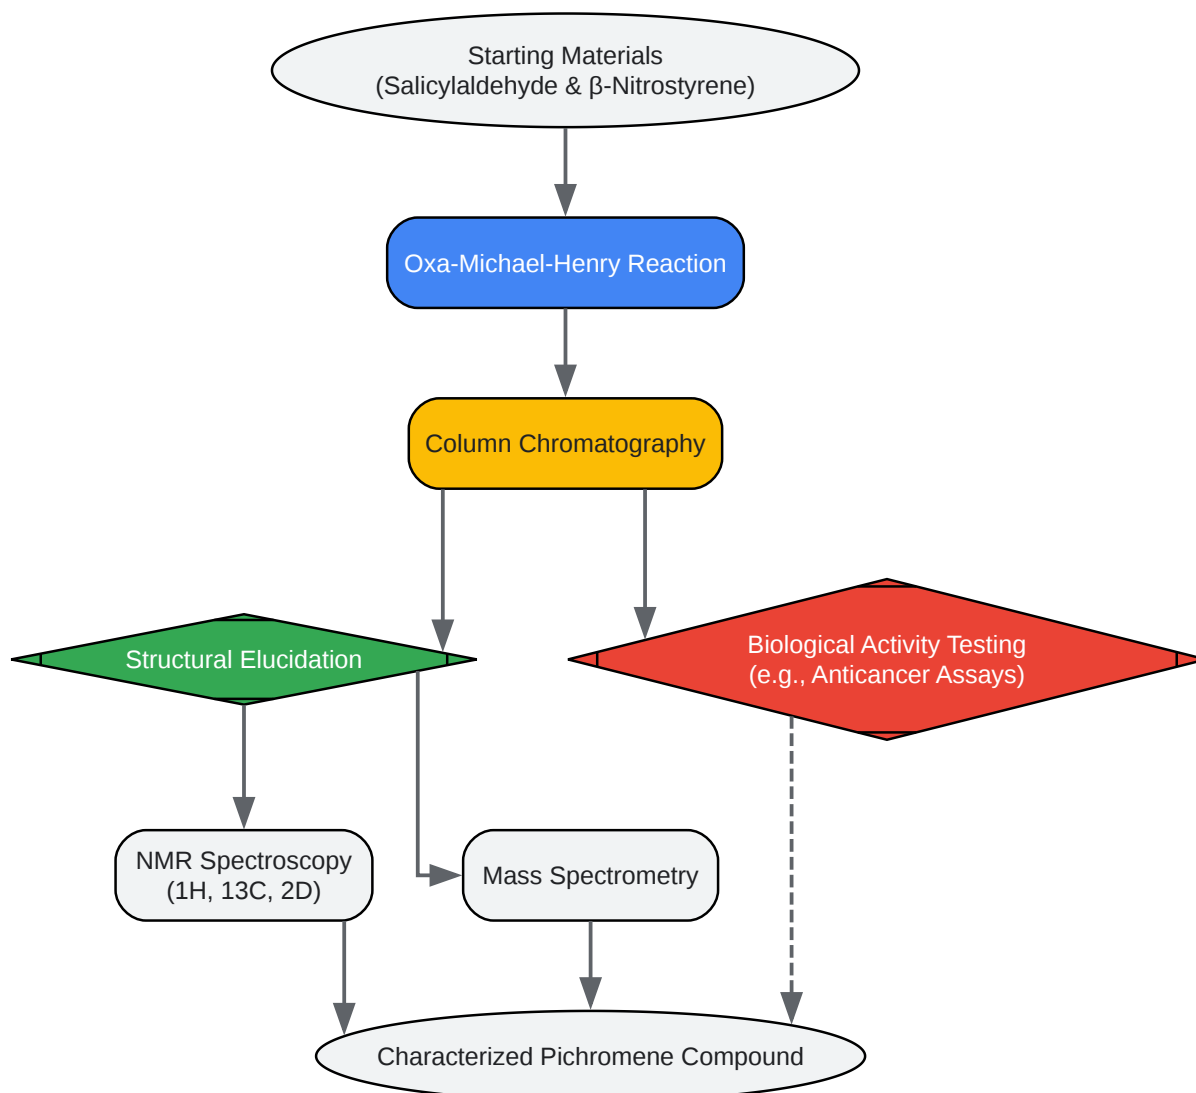 Starting Materials
(Salicylaldehyde & β-Nitrostyrene)
Oxa-Michael-Henry Reaction
Column Chromatography
Structural Elucidation
Biological Activity Testing
(e.g., Anticancer Assays)
NMR Spectroscopy
(1H, 13C, 2D)
Mass Spectrometry
Characterized Pichromene Compound